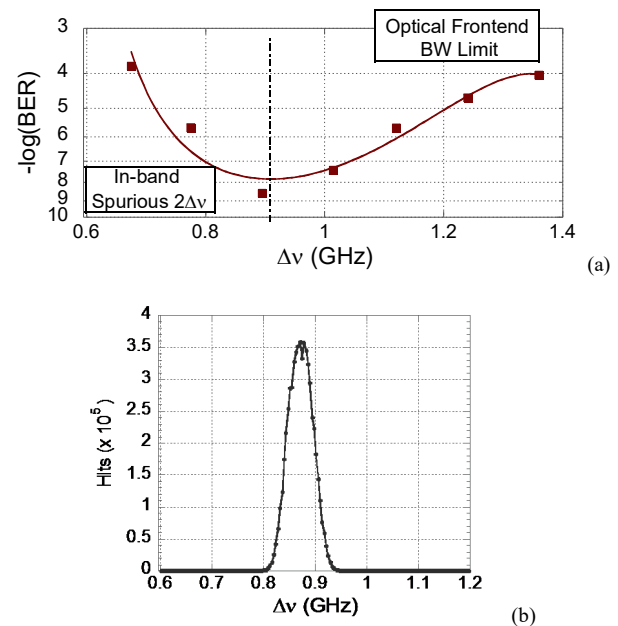 3
Optical Frontend
BW Limit
4
5
6
7
8
9
10
-log(BER)
In-band
Spurious 2Δν
0.6
0.8
1
1.2
1.4
Δν (GHz)
(a)
4
3.5
3
2.5
2
1.5
1
0.5
0
Hits (x 10⁵)
0.6
0.7
0.8
0.9
1
1.1
1.2
Δν (GHz)
(b)